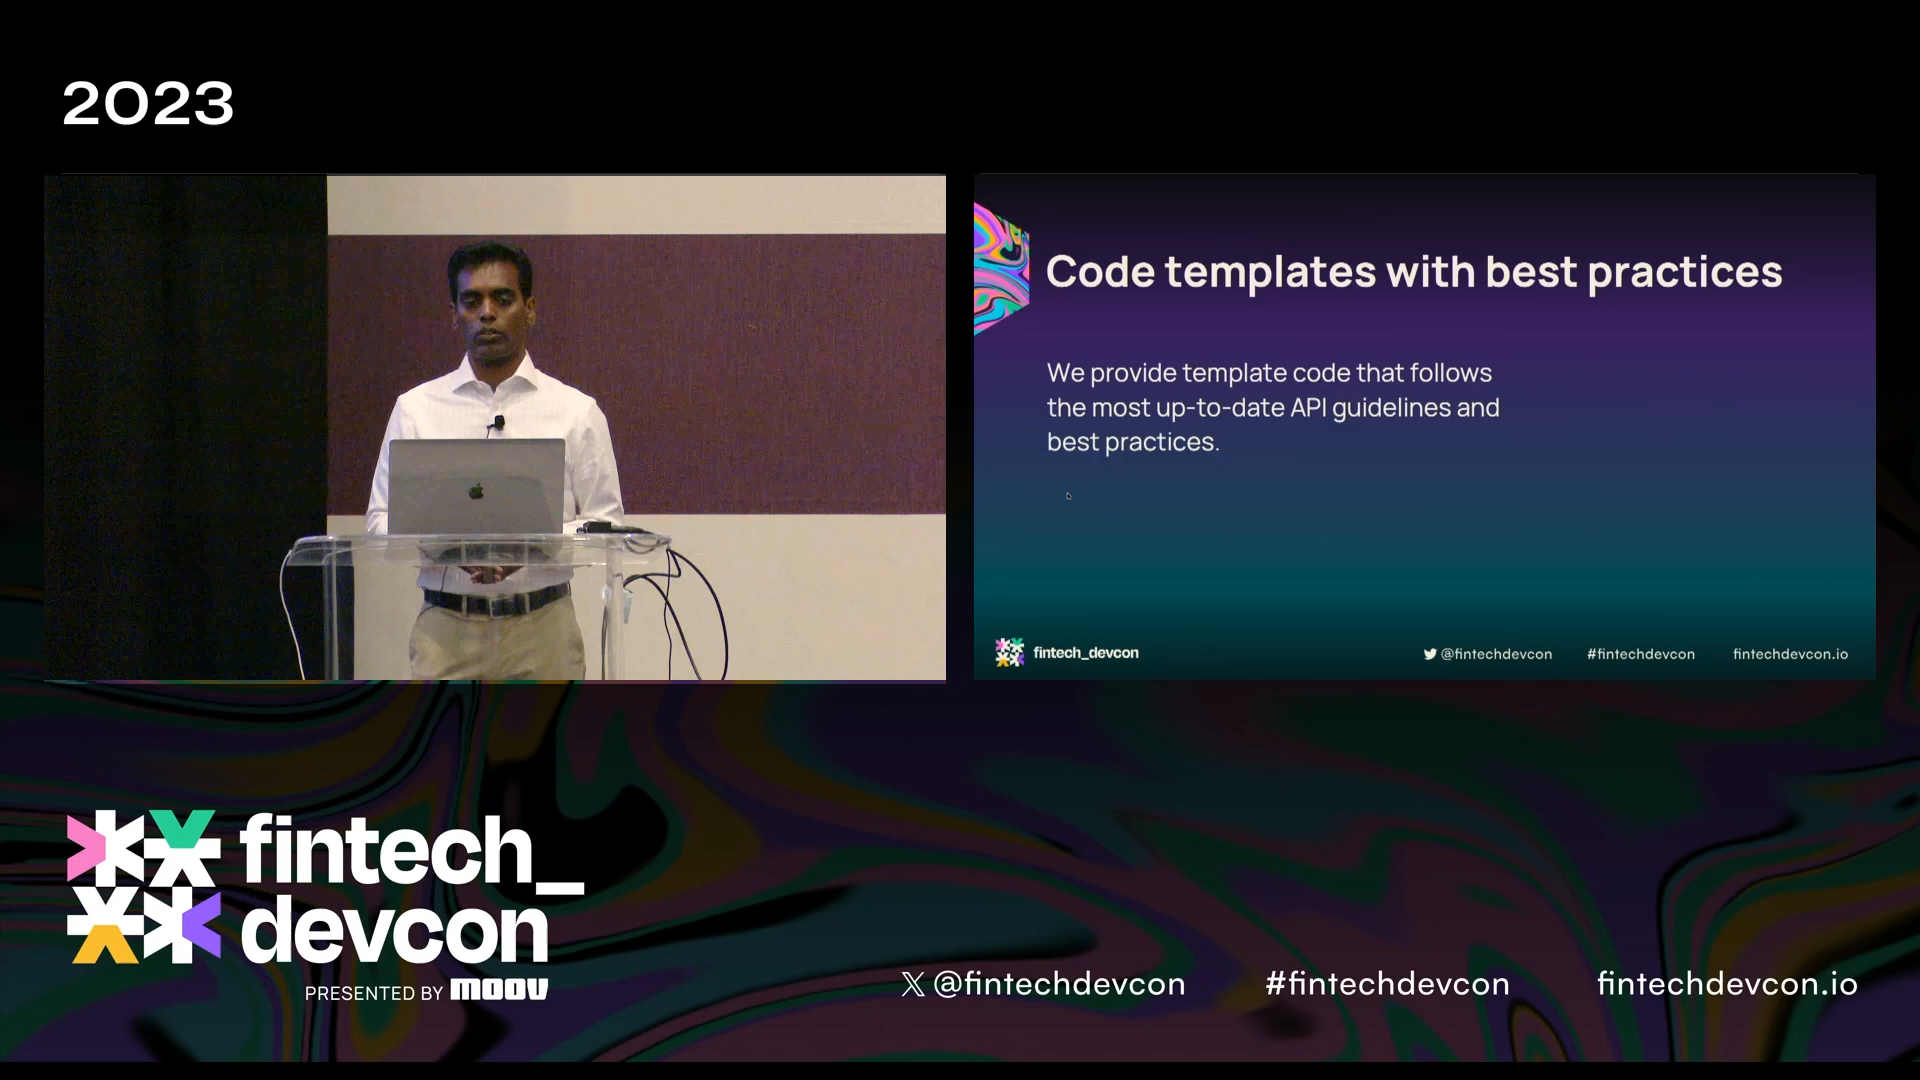 2023
Code templates with best practices
We provide template code that follows
the most up-to-date API guidelines and
best practices.
fintech_devcon
@fintechdevcon
#fintechdevcon
fintechdevcon.io
fintech_
devcon
PRESENTED BY moov
X @fintechdevcon
#fintechdevcon
fintechdevcon.io